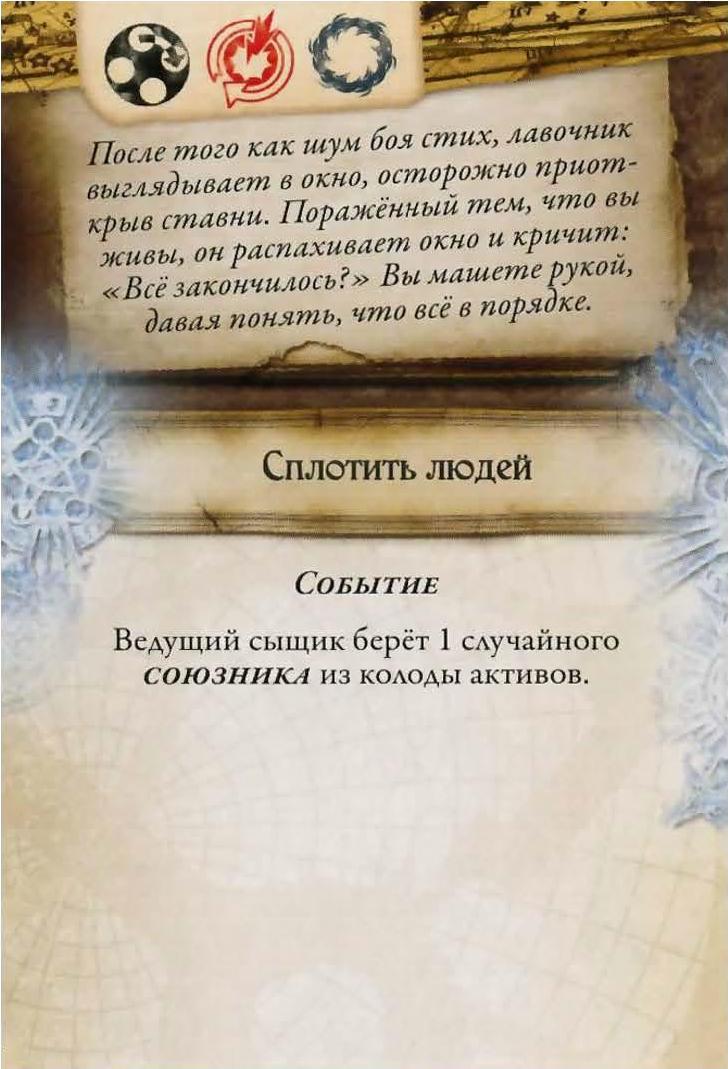 После того как шум боя стих, лавочник
выглядывает в окно, осторожно приот-
крыв ставни. Поражённый тем, что вы
живы, он распахивает окно и кричит:
«Всё закончилось?» Вы машете рукой,
давая понять, что всё в порядке.
Сплотить людей
Событие
Ведущий сыщик берёт 1 случайного
СОЮЗНИКА из колоды активов.